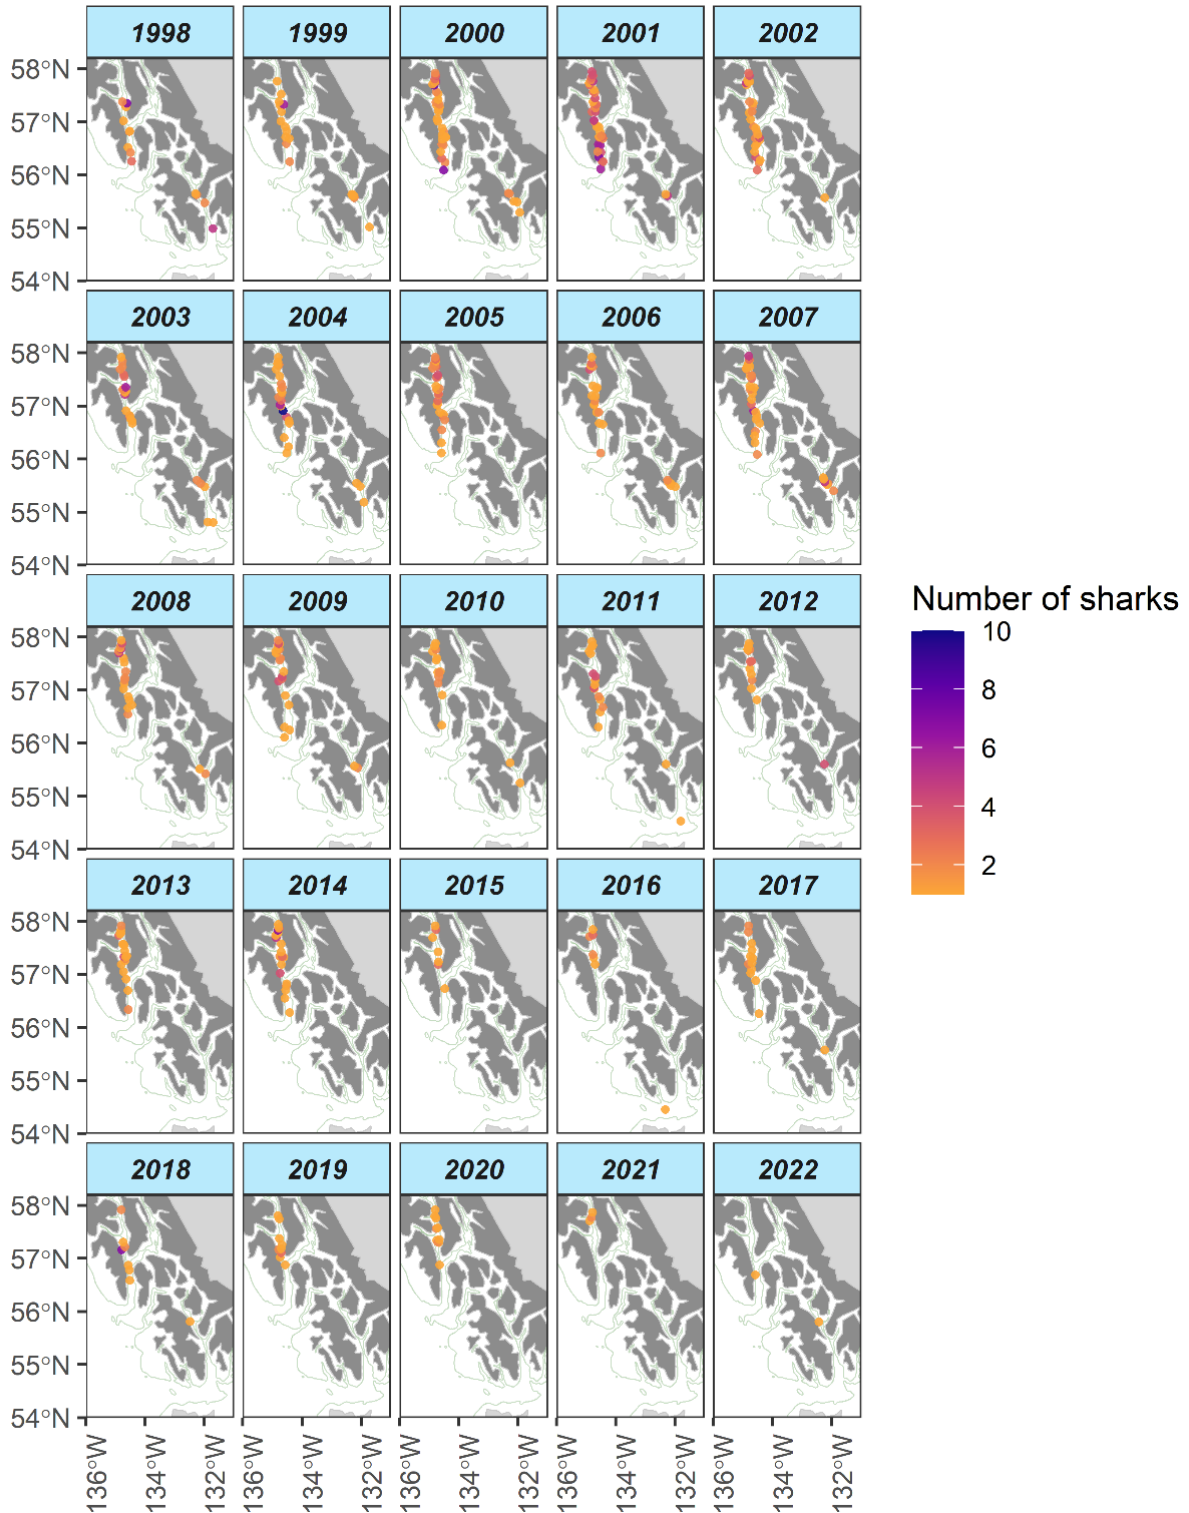 1998 1999 2000 2001 2002
58°N
57°N
56°N
55°N
54°N
2003 2004 2005 2006 2007
58°N
57°N
56°N
55°N
54°N
2008 2009 2010 2011 2012
58°N
57°N
56°N
55°N
54°N
2013 2014 2015 2016 2017
58°N
57°N
56°N
55°N
54°N
2018 2019 2020 2021 2022
58°N
57°N
56°N
55°N
54°N
136°W 134°W 132°W 136°W 134°W 132°W 136°W 134°W 132°W 136°W 134°W 132°W 136°W 134°W 132°W
Number of sharks
10
8
6
4
2